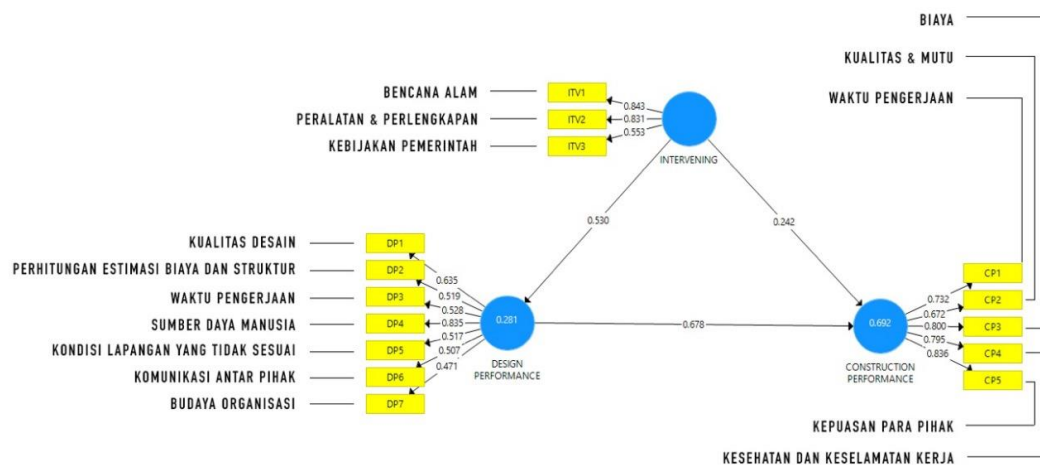 BIAYA
KUALITAS & MUTU
WAKTU PENGERJAAN
BENCANA ALAM
ITV1
0.843
PERALATAN & PERLENGKAPAN
ITV2
0.831
KEBIJAKAN PEMERINTAH
ITV3
0.553
INTERVENING
0.530
0.242
KUALITAS DESAIN
DP1
0.635
PERHITUNGAN ESTIMASI BIAYA DAN STRUKTUR
DP2
0.519
WAKTU PENGERJAAN
DP3
0.528
SUMBER DAYA MANUSIA
DP4
0.835
KONDISI LAPANGAN YANG TIDAK SESUAI
DP5
0.517
KOMUNIKASI ANTAR PIHAK
DP6
0.507
BUDAYA ORGANISASI
DP7
0.471
0.281
DESIGN
PERFORMANCE
0.678
0.692
CONSTRUCTION
PERFORMANCE
0.732
CP1
0.672
CP2
0.800
CP3
0.795
CP4
0.836
CP5
KEPUASAN PARA PIHAK
KESEHATAN DAN KESELAMATAN KERJA